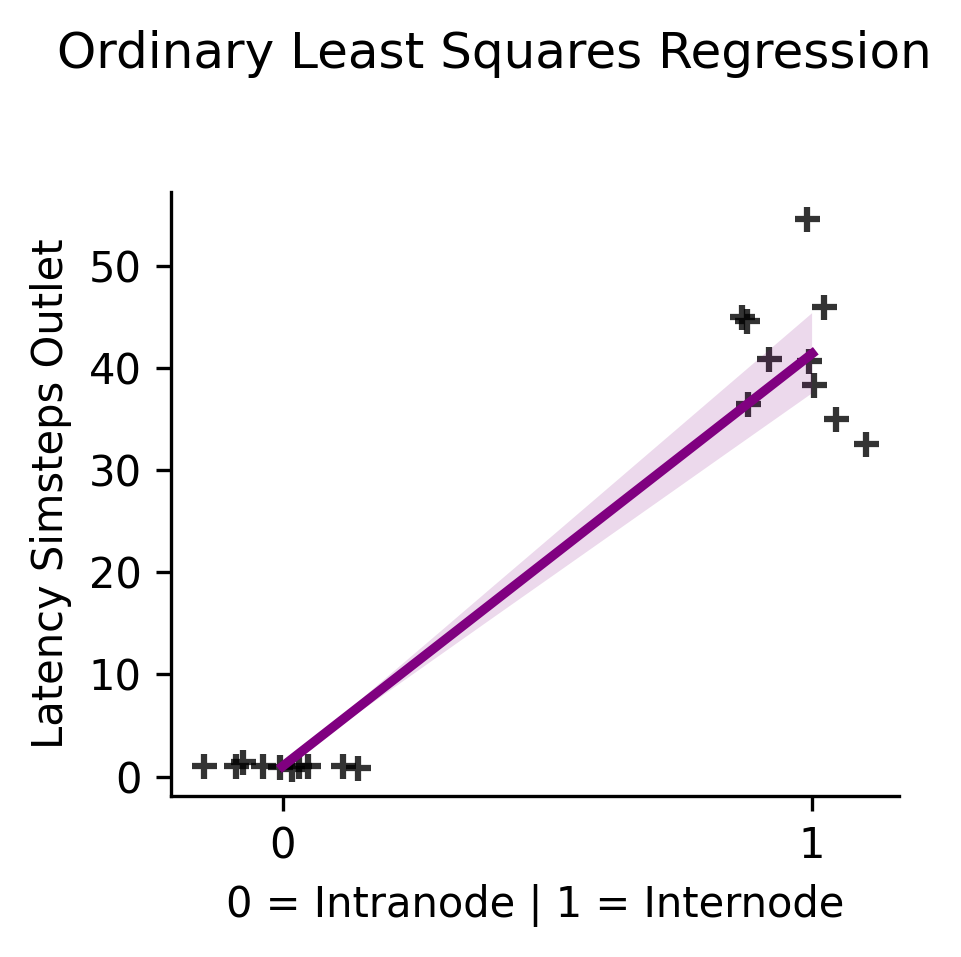 Ordinary Least Squares Regression
Latency Simsteps Outlet
50
40
30
20
10
0
0 1
0 = Intranode | 1 = Internode